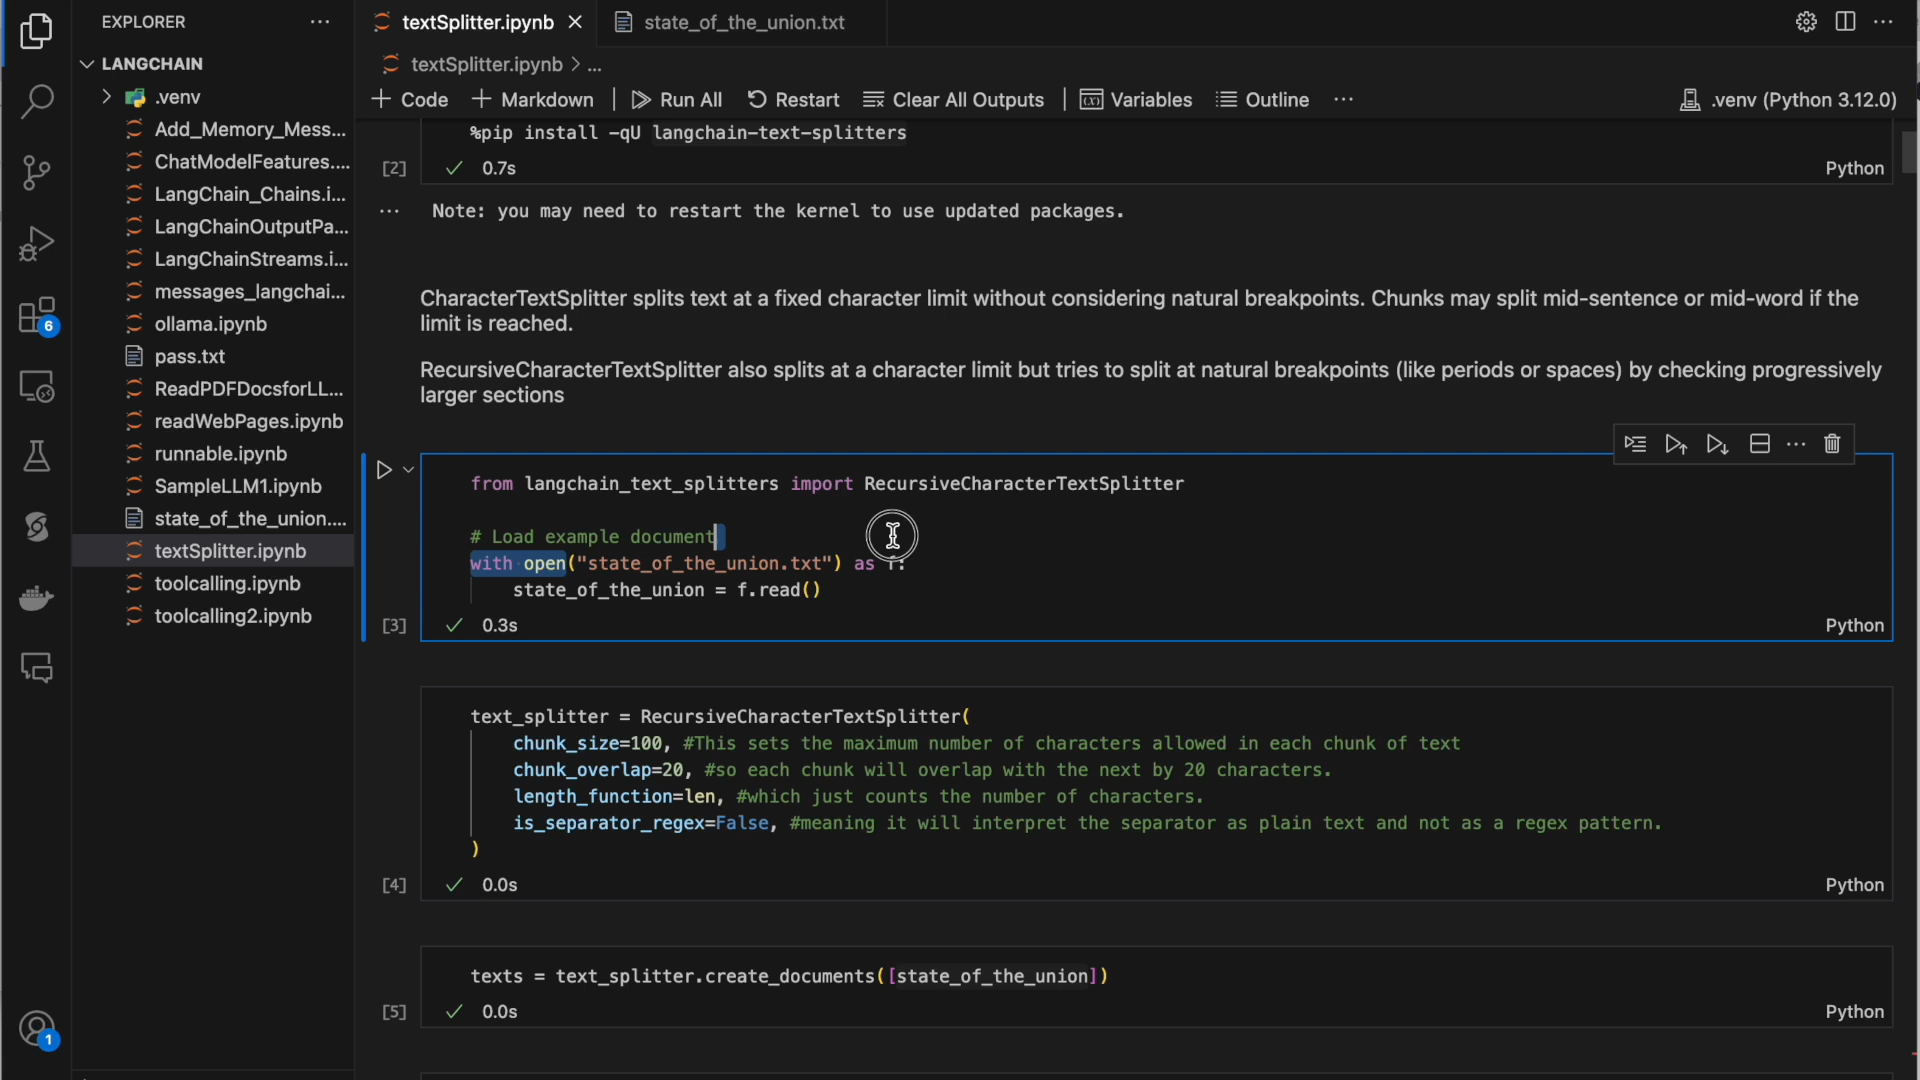 EXPLORER
textSplitter.ipynb
state_of_the_union.txt
LANGCHAIN
.venv
Add_Memory_Mess...
ChatModelFeatures....
LangChain_Chains.i...
LangChainOutputPa...
LangChainStreams.i...
messages_langchai...
ollama.ipynb
pass.txt
ReadPDFDocsforLL...
readWebPages.ipynb
runnable.ipynb
SampleLLM1.ipynb
state_of_the_union....
textSplitter.ipynb
toolcalling.ipynb
toolcalling2.ipynb
6
1
textSplitter.ipynb > ...
+ Code + Markdown Run All Restart Clear All Outputs Variables Outline ... .venv (Python 3.12.0)
%pip install -qU langchain-text-splitters
[2] 0.7s Python
... Note: you may need to restart the kernel to use updated packages.
CharacterTextSplitter splits text at a fixed character limit without considering natural breakpoints. Chunks may split mid-sentence or mid-word if the
limit is reached.
RecursiveCharacterTextSplitter also splits at a character limit but tries to split at natural breakpoints (like periods or spaces) by checking progressively
larger sections
from langchain_text_splitters import RecursiveCharacterTextSplitter
# Load example document
with open("state_of_the_union.txt") as f:
state_of_the_union = f.read()
[3] 0.3s Python
text_splitter = RecursiveCharacterTextSplitter(
chunk_size=100, #This sets the maximum number of characters allowed in each chunk of text
chunk_overlap=20, #so each chunk will overlap with the next by 20 characters.
length_function=len, #which just counts the number of characters.
is_separator_regex=False, #meaning it will interpret the separator as plain text and not as a regex pattern.
)
[4] 0.0s Python
texts = text_splitter.create_documents([state_of_the_union])
[5] 0.0s Python